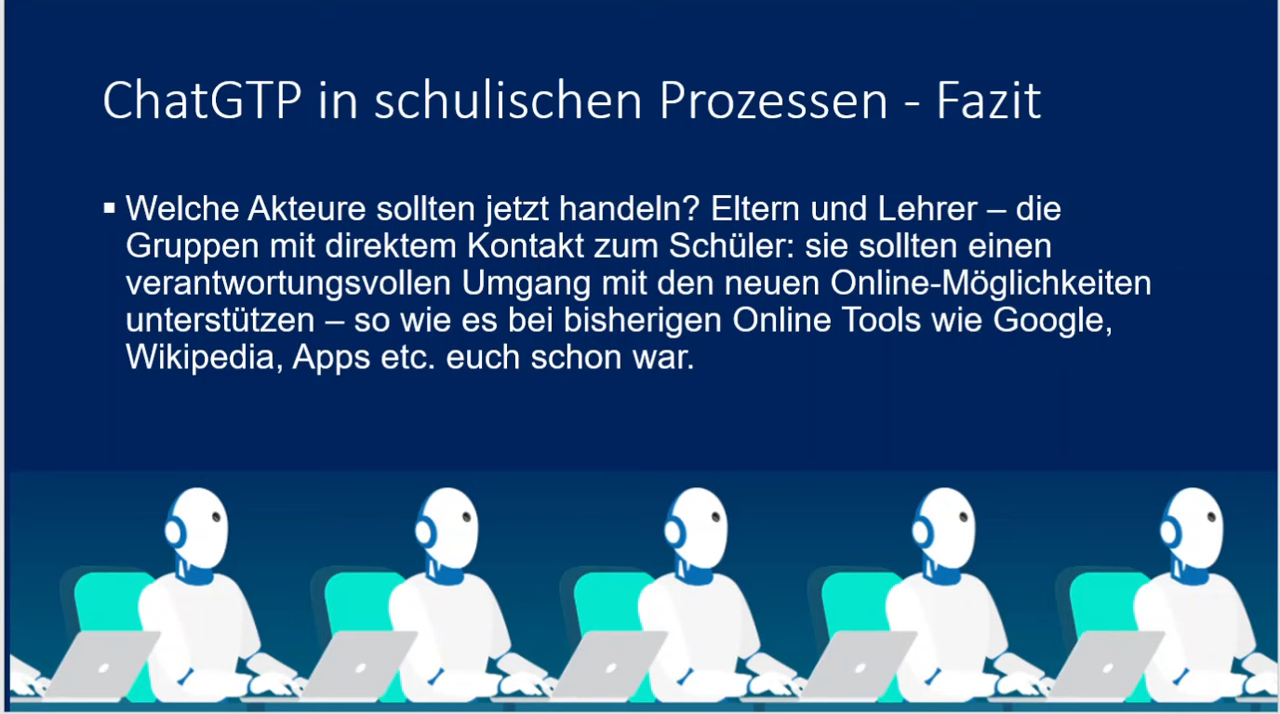 ChatGTP in schulischen Prozessen - Fazit
▪ Welche Akteure sollten jetzt handeln? Eltern und Lehrer – die
Gruppen mit direktem Kontakt zum Schüler: sie sollten einen
verantwortungsvollen Umgang mit den neuen Online-Möglichkeiten
unterstützen – so wie es bei bisherigen Online Tools wie Google,
Wikipedia, Apps etc. euch schon war.